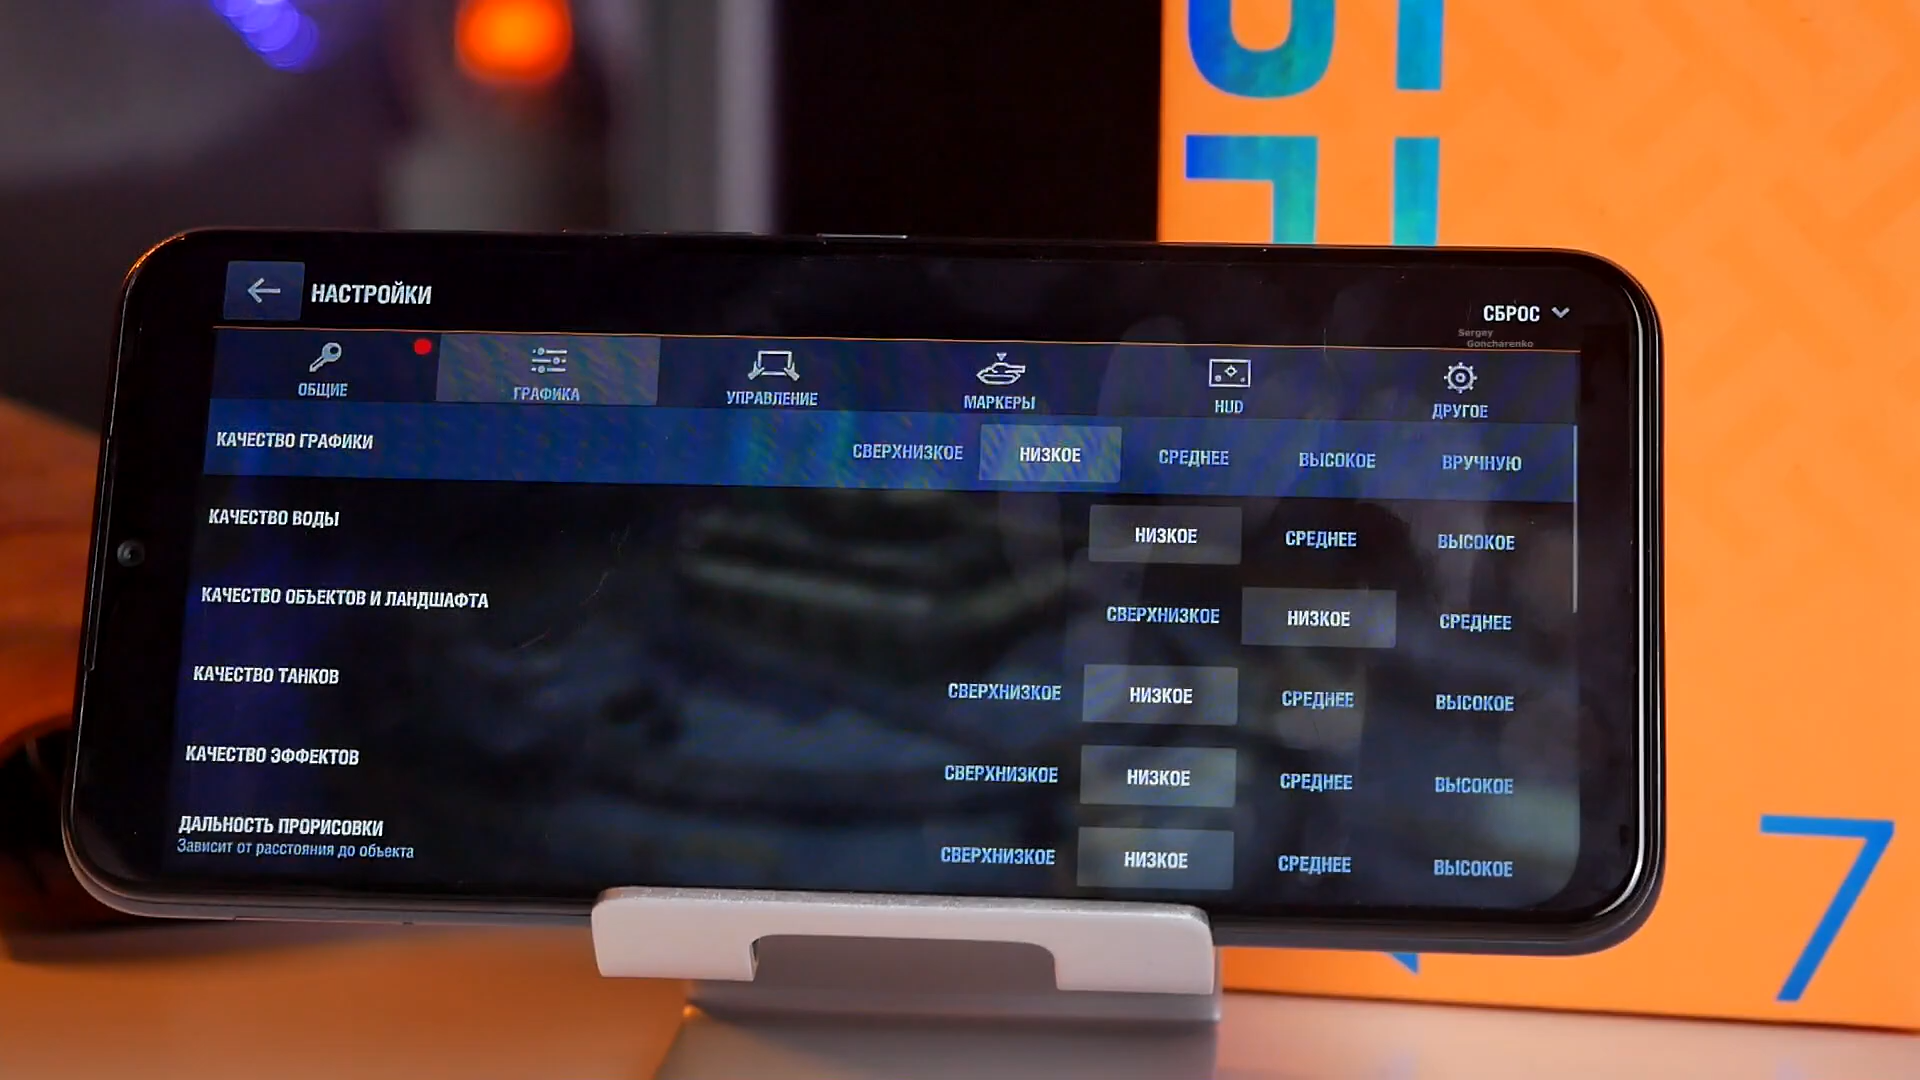 НАСТРОЙКИ
СБРОС
Sergey
Goncharenko
ОБЩИЕ ГРАФИКА УПРАВЛЕНИЕ МАРКЕРЫ HUD ДРУГОЕ
КАЧЕСТВО ГРАФИКИ СВЕРХНИЗКОЕ НИЗКОЕ СРЕДНЕЕ ВЫСОКОЕ ВРУЧНУЮ
КАЧЕСТВО ВОДЫ НИЗКОЕ СРЕДНЕЕ ВЫСОКОЕ
КАЧЕСТВО ОБЪЕКТОВ И ЛАНДШАФТА СВЕРХНИЗКОЕ НИЗКОЕ СРЕДНЕЕ
КАЧЕСТВО ТАНКОВ СВЕРХНИЗКОЕ НИЗКОЕ СРЕДНЕЕ ВЫСОКОЕ
КАЧЕСТВО ЭФФЕКТОВ СВЕРХНИЗКОЕ НИЗКОЕ СРЕДНЕЕ ВЫСОКОЕ
ДАЛЬНОСТЬ ПРОРИСОВКИ СВЕРХНИЗКОЕ НИЗКОЕ СРЕДНЕЕ ВЫСОКОЕ
Зависит от расстояния до объекта
7